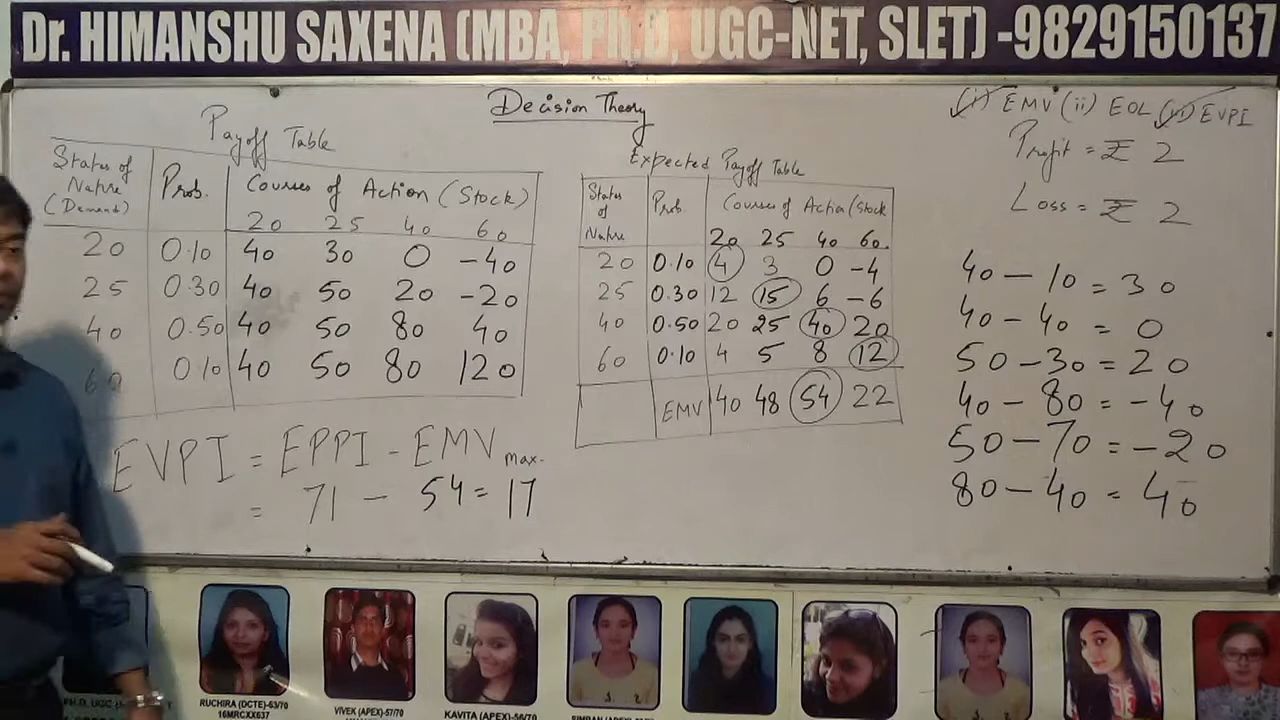 Dr. HIMANSHU SAXENA (MBA, Ph.D, UGC-NET, SLET) -9829150137
Decision Theory
(i) EMV (ii) EOL (iii) EVPI
Profit = ₹ 2
Loss = ₹ 2
Payoff Table
States of Nature (Demand) Prob. Courses of Action (Stock)
20 25 40 60
20 0.10 40 30 0 -40
25 0.30 40 50 20 -20
40 0.50 40 50 80 40
60 0.10 40 50 80 120
Expected Payoff Table
States of Nature Prob. Courses of Action (Stock
20 25 40 60
20 0.10 4 3 0 -4
25 0.30 12 15 6 -6
40 0.50 20 25 40 20
60 0.10 4 5 8 12
EMV 40 48 54 22
40 - 10 = 30
40 - 40 = 0
50 - 30 = 20
40 - 80 = -40
50 - 70 = -20
80 - 40 = 40
EVPI = EPPI - EMV max.
= 71 - 54 = 17
RUCHIRA (DCTE)-63/70
16MRCXX637
VIVEK (APEX)-57/70
KAVITA (APEX)-56/70